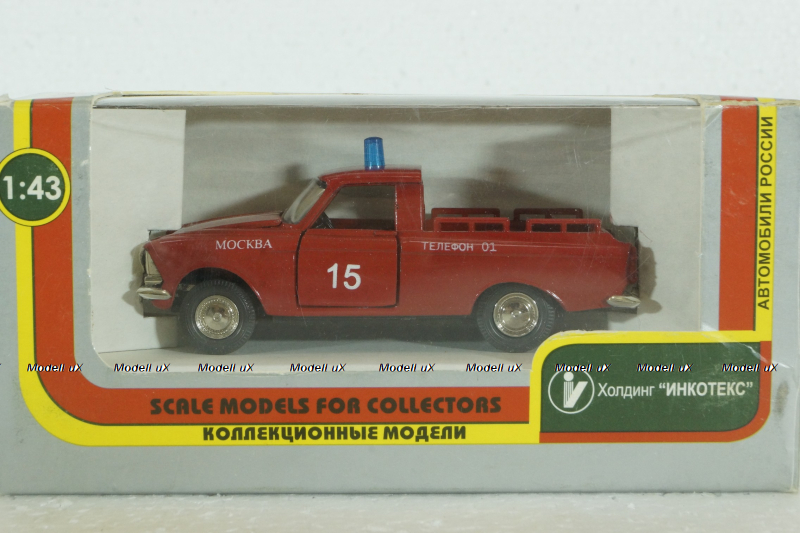 1:43
МОСКВА
ТЕЛЕФОН 01
15
АВТОМОБИЛИ РОССИИ
Modell uX Modell uX Modell uX Modell uX Modell uX Modell uX Modell uX Modell uX Modell uX
Холдинг "ИНКОТЕКС"
SCALE MODELS FOR COLLECTORS
КОЛЛЕКЦИОННЫЕ МОДЕЛИ